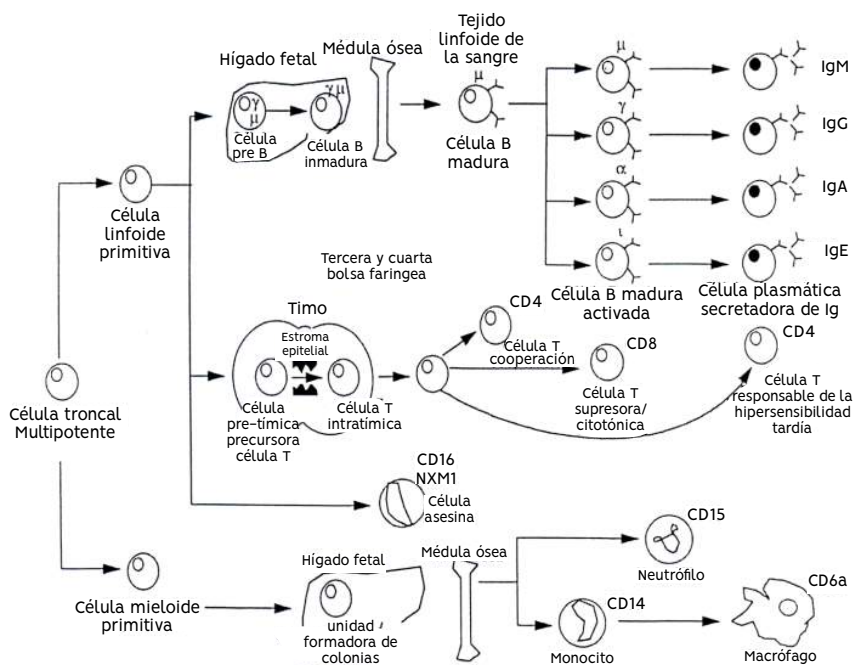 Hígado fetal
Médula ósea
Tejido
linfoide de
la sangre
γ
μ
γ μ
μ
Célula
pre B
Célula B
inmadura
Célula B
madura
μ
γ
α
IgM
IgG
IgA
IgE
Célula B madura
activada
Célula plasmática
secretadora de Ig
Célula
linfoide
primitiva
Tercera y cuarta
bolsa faringea
Timo
Estroma
epitelial
Célula
pre-tímica
precursora
célula T
Célula T
intratímica
CD4
Célula T
cooperación
CD8
Célula T
supresora/
citotónica
CD4
Célula T
responsable de la
hipersensibilidad
tardía
Célula troncal
Multipotente
CD16
NXM1
Célula
asesina
Célula mieloide
primitiva
Hígado fetal
unidad
formadora de
colonias
Médula ósea
CD15
Neutrófilo
CD14
Monocito
CD6a
Macrófago